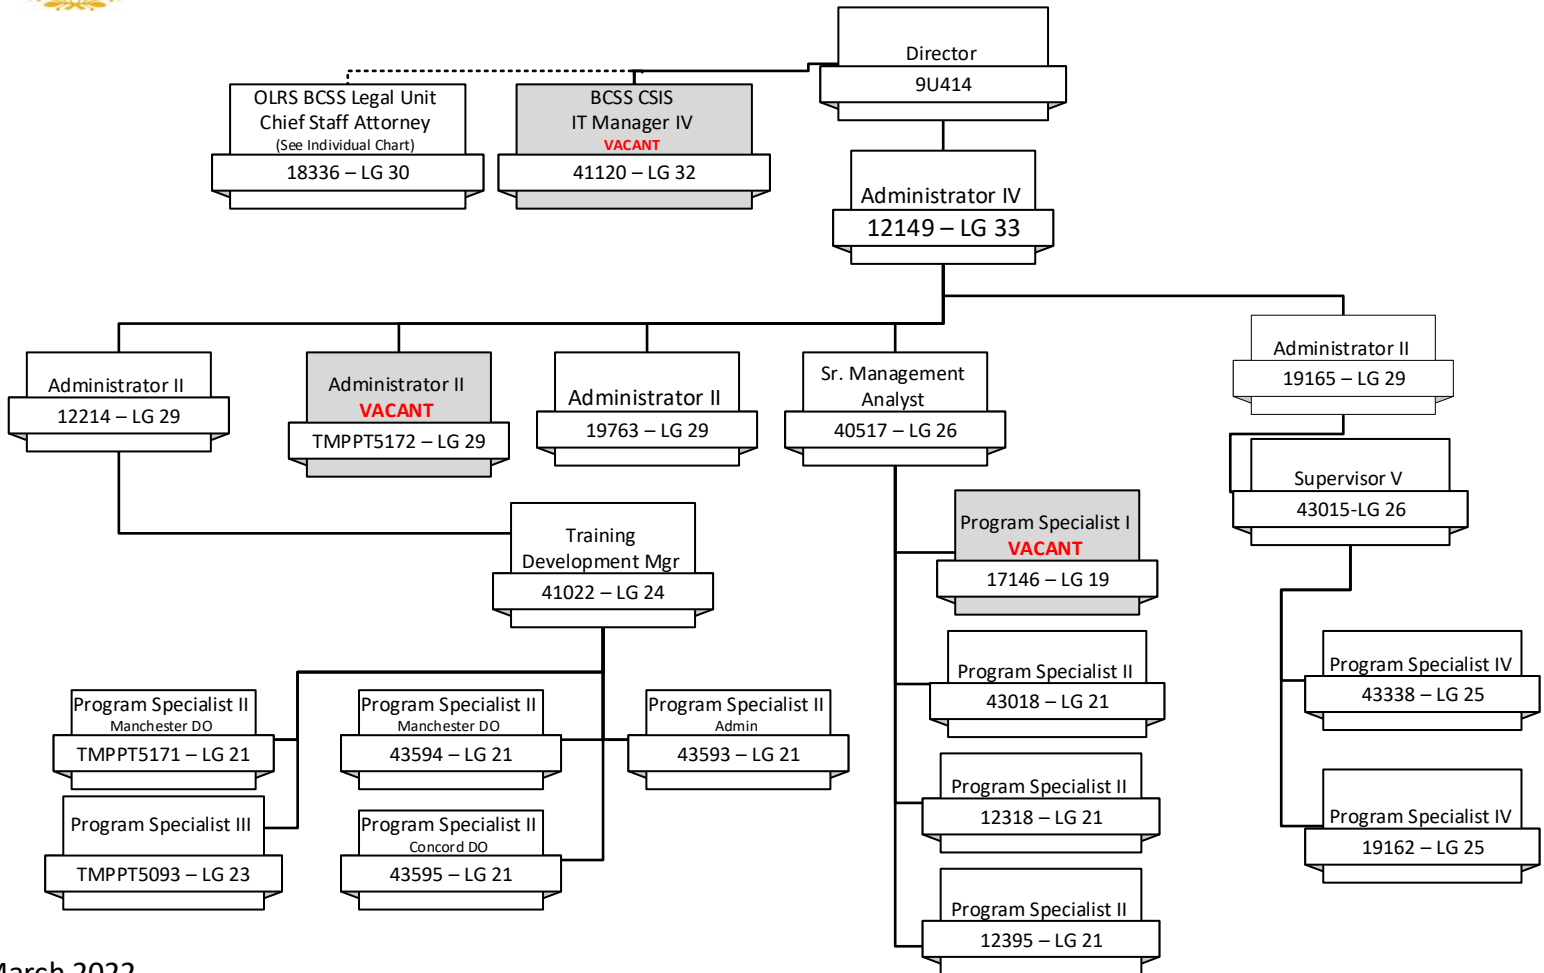 Director
9U414
OLRS BCSS Legal Unit
Chief Staff Attorney
(See Individual Chart)
18336 – LG 30
BCSS CSIS
IT Manager IV
VACANT
41120 – LG 32
Administrator IV
12149 – LG 33
Administrator II
12214 – LG 29
Administrator II
VACANT
TMPPT5172 – LG 29
Administrator II
19763 – LG 29
Sr. Management
Analyst
40517 – LG 26
Administrator II
19165 – LG 29
Supervisor V
43015-LG 26
Training
Development Mgr
41022 – LG 24
Program Specialist I
VACANT
17146 – LG 19
Program Specialist II
43018 – LG 21
Program Specialist II
12318 – LG 21
Program Specialist II
12395 – LG 21
Program Specialist IV
43338 – LG 25
Program Specialist IV
19162 – LG 25
Program Specialist II
Manchester DO
TMPPT5171 – LG 21
Program Specialist II
Manchester DO
43594 – LG 21
Program Specialist II
Admin
43593 – LG 21
Program Specialist III
TMPPT5093 – LG 23
Program Specialist II
Concord DO
43595 – LG 21
March 2022